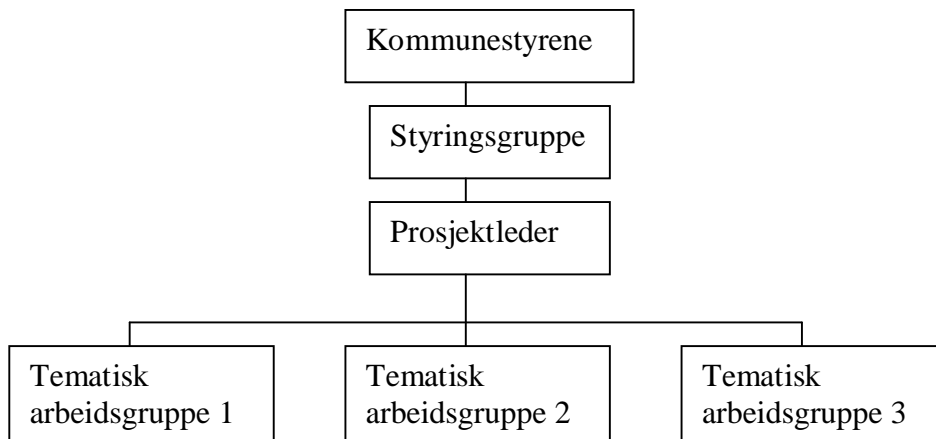 Kommunestyrene
Styringsgruppe
Prosjektleder
Tematisk
arbeidsgruppe 1
Tematisk
arbeidsgruppe 2
Tematisk
arbeidsgruppe 3